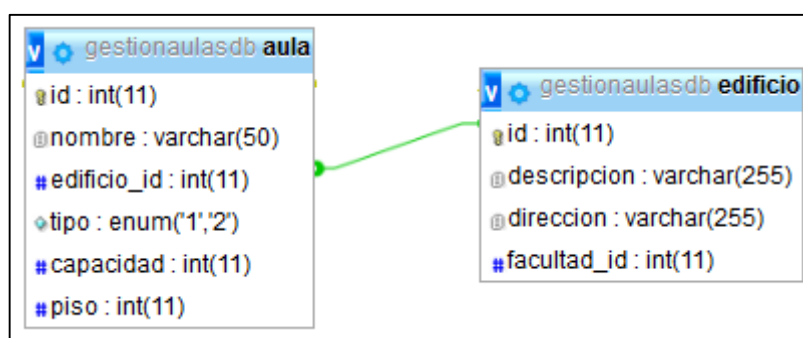 gestionaulasdb aula
id : int(11)
nombre : varchar(50)
edificio_id : int(11)
tipo : enum('1','2')
capacidad : int(11)
piso : int(11)
gestionaulasdb edificio
id : int(11)
descripcion : varchar(255)
direccion : varchar(255)
facultad_id : int(11)